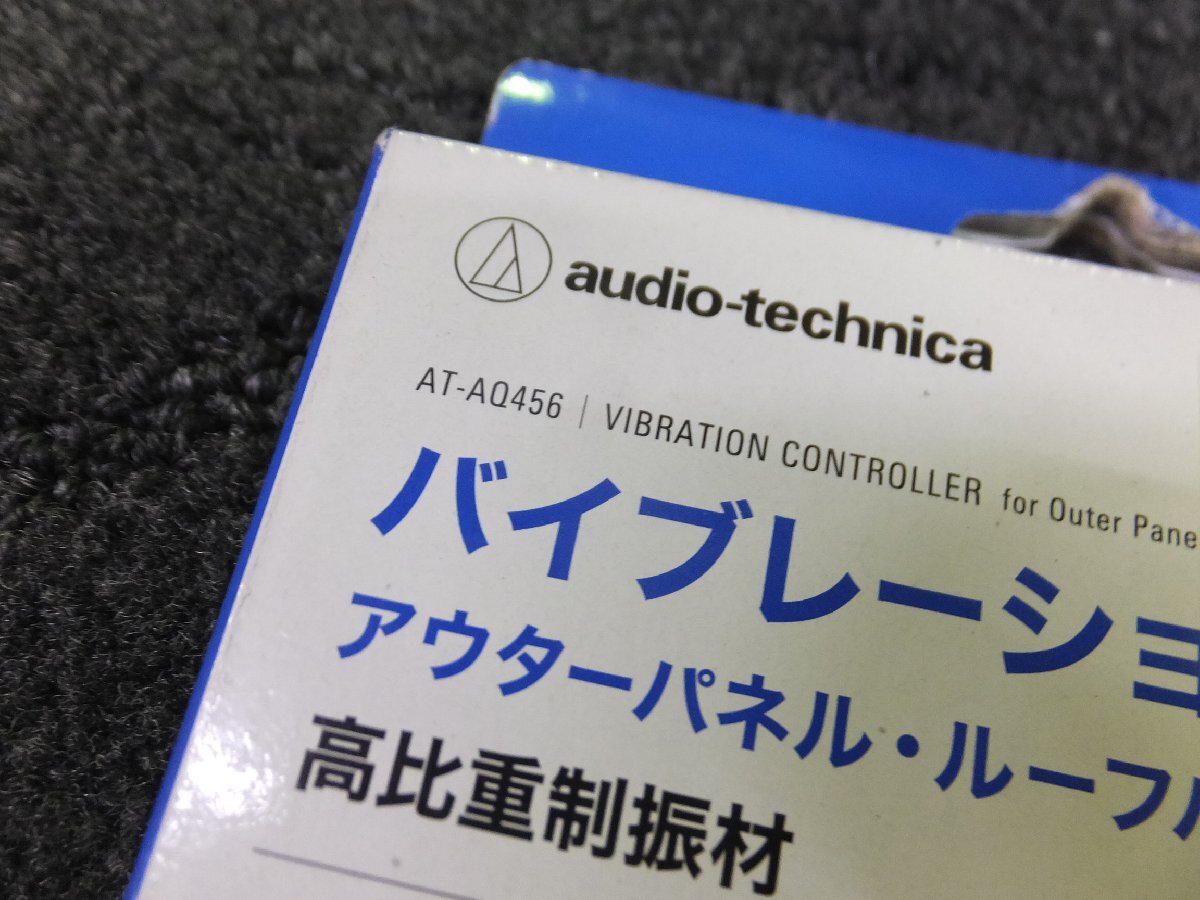 audio-technica
AT-AQ456 | VIBRATION CONTROLLER for Outer Pane
バイブレーショ
アウターパネル・ルーフ
高比重制振材